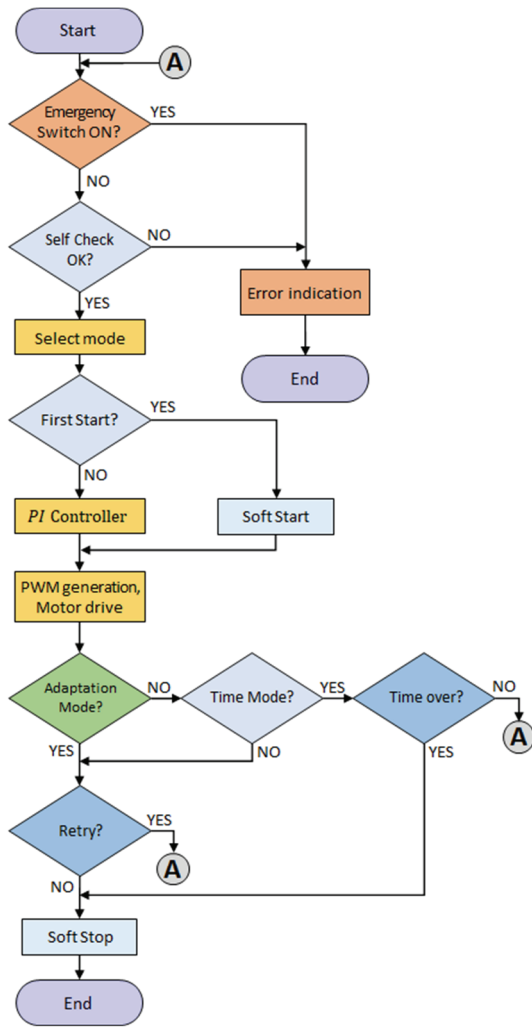 Start
A
Emergency
Switch ON?
YES
NO
Self Check
OK?
NO
YES
Error indication
Select mode
End
First Start?
YES
NO
PI Controller
Soft Start
PWM generation,
Motor drive
Adaptation
Mode?
NO
Time Mode?
YES
Time over?
NO
A
YES
NO
YES
Retry?
YES
A
NO
Soft Stop
End